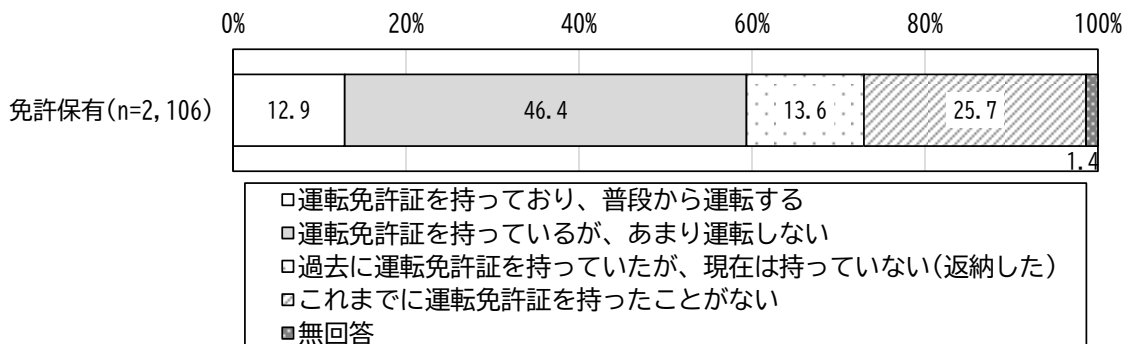 0% 20% 40% 60% 80% 100%
免許保有(n=2,106) 12.9 46.4 13.6 25.7
1.4
運転免許証を持っており、普段から運転する
運転免許証を持っているが、あまり運転しない
過去に運転免許証を持っていたが、現在は持っていない(返納した)
これまでに運転免許証を持ったことがない
無回答